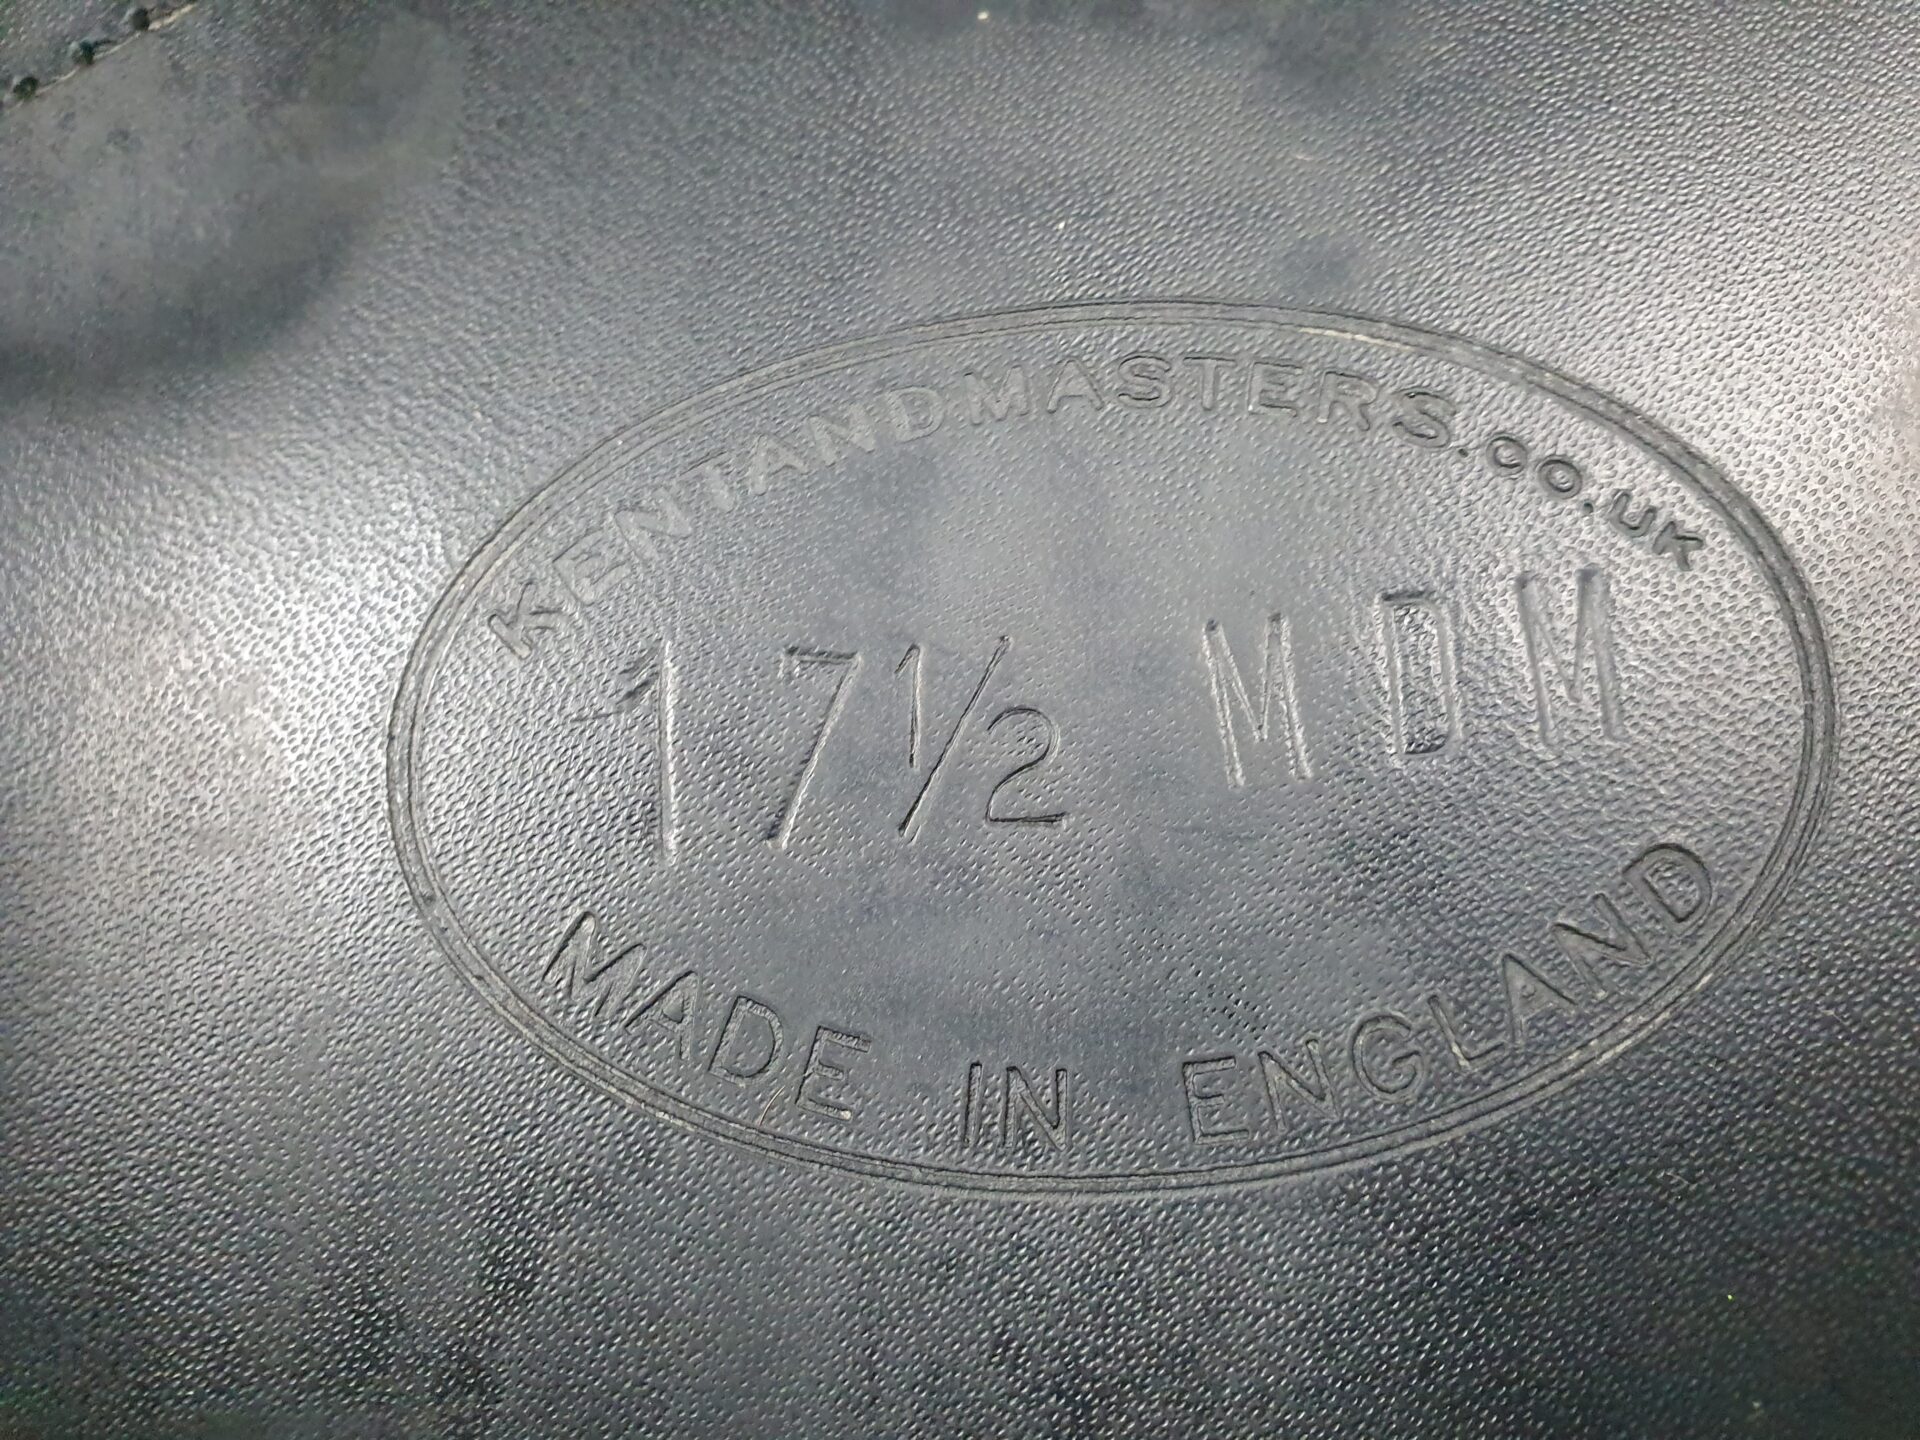 KENTANDMASTERS.CO.UK
17½ MDM
MADE IN ENGLAND